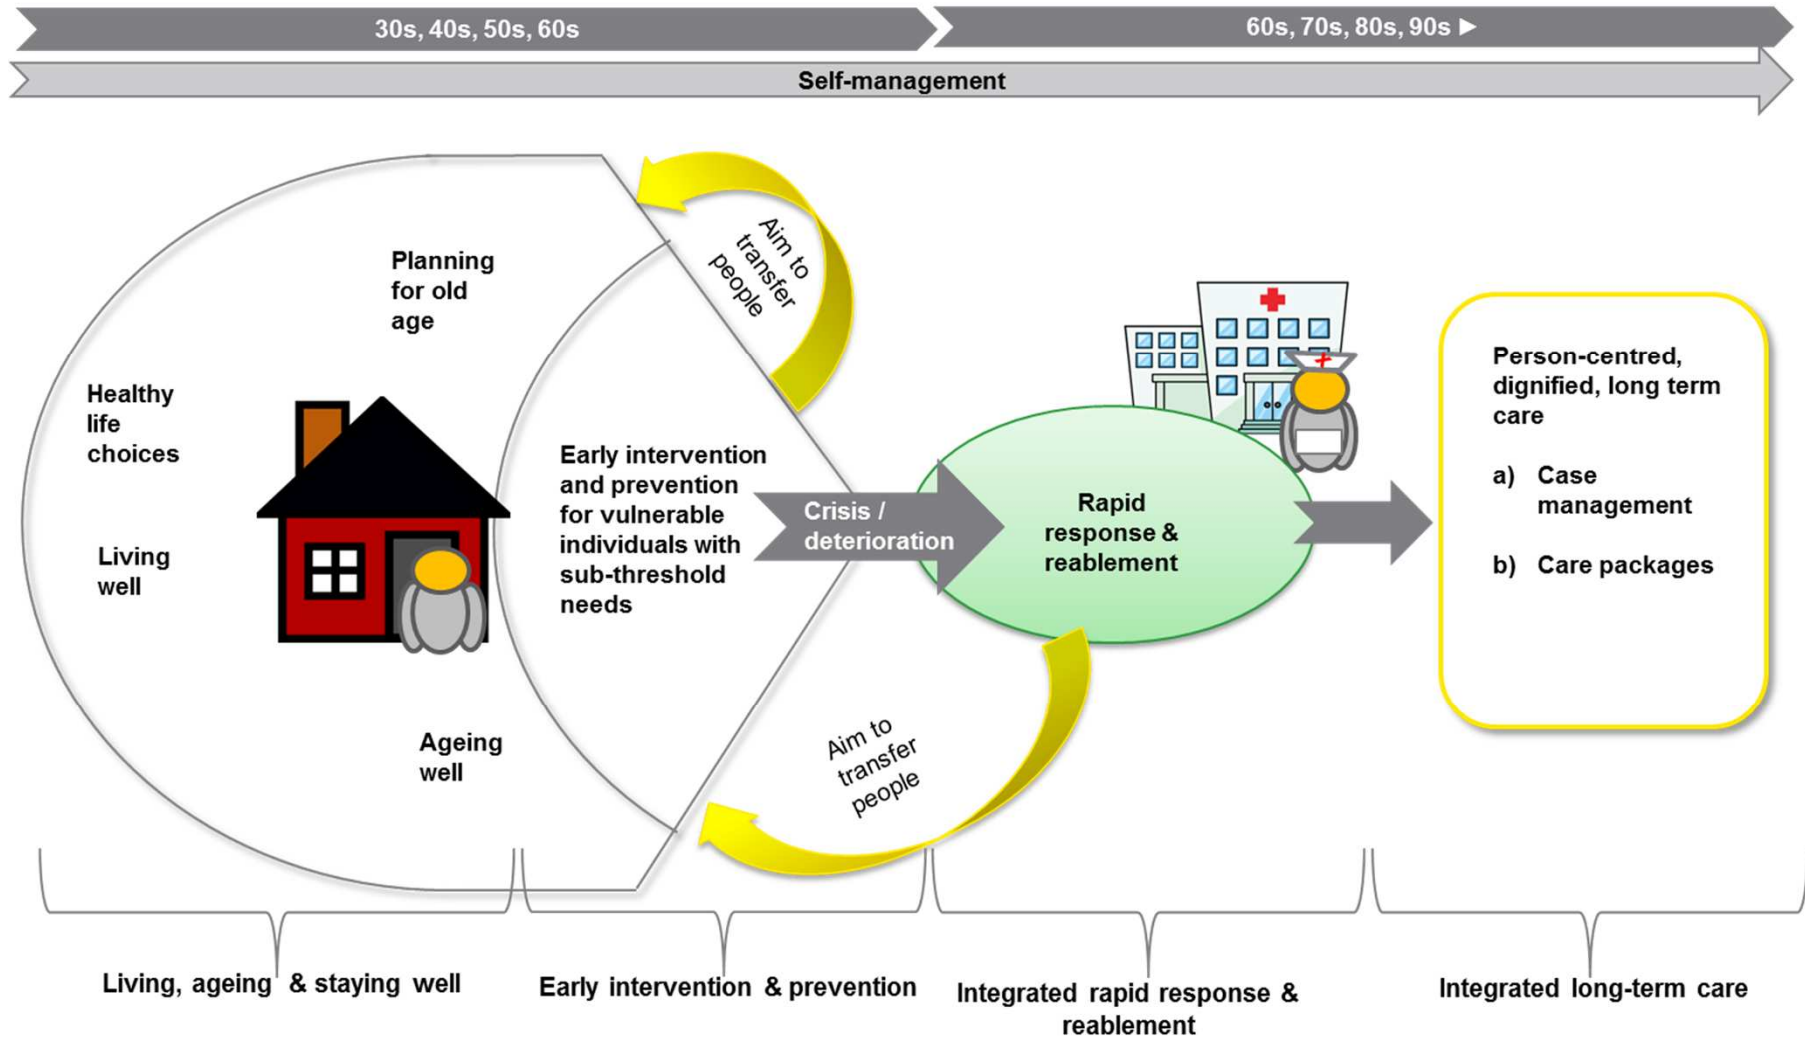 30s, 40s, 50s, 60s
60s, 70s, 80s, 90s ►
Self-management
Planning
for old
age
Healthy
life
choices
Living
well
Ageing
well
Early intervention
and prevention
for vulnerable
individuals with
sub-threshold
needs
Aim to
transfer
people
Crisis /
deterioration
Rapid
response &
reablement
Aim to
transfer
people
Person-centred,
dignified, long term
care
a) Case
management
b) Care packages
Living, ageing & staying well
Early intervention & prevention
Integrated rapid response &
reablement
Integrated long-term care